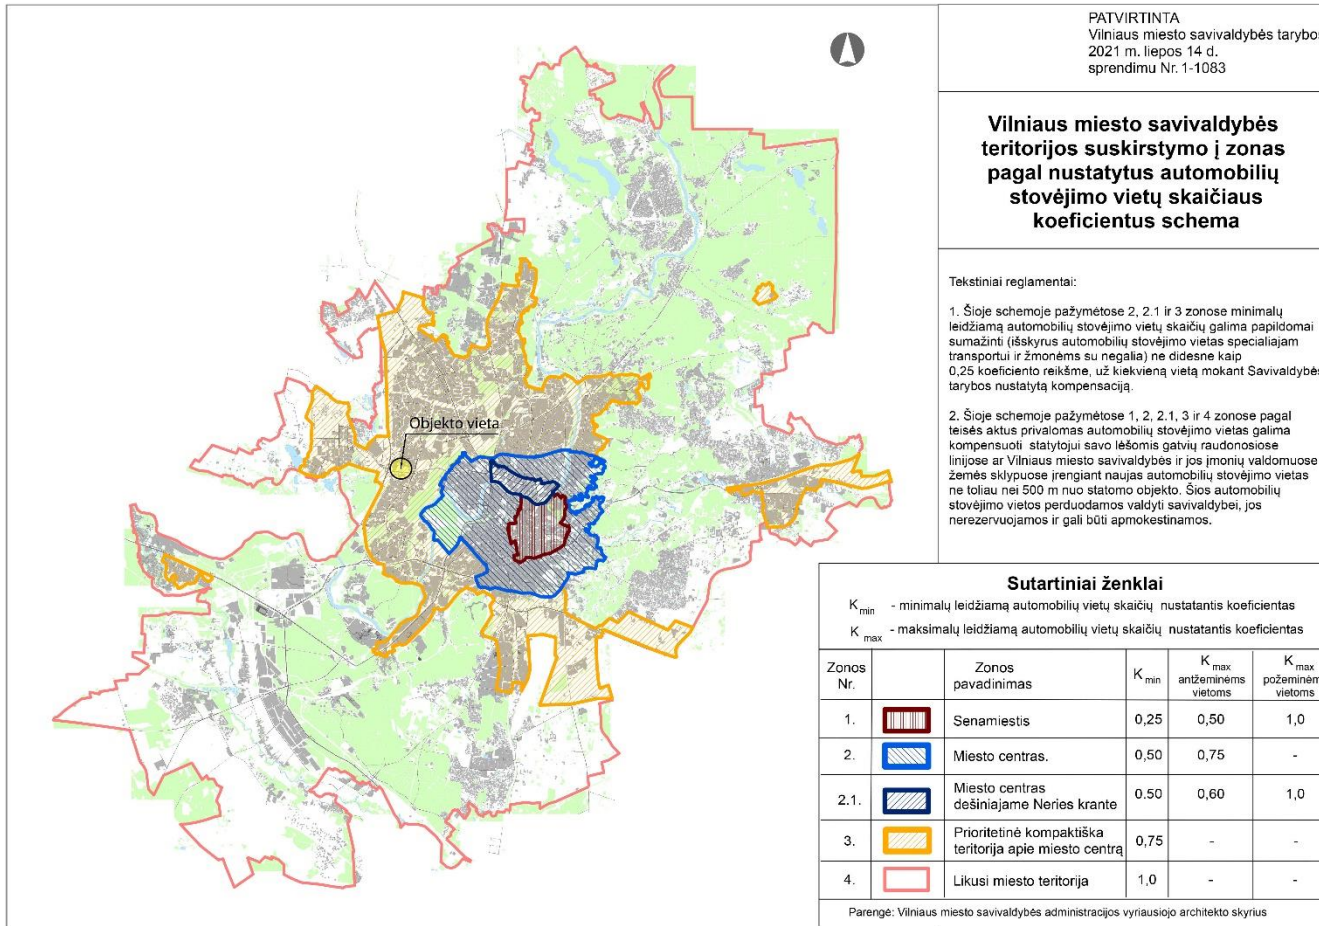 PATVIRTINTA
Vilniaus miesto savivaldybės tarybos
2021 m. liepos 14 d.
sprendimu Nr. 1-1083
Vilniaus miesto savivaldybės
teritorijos suskirstymo į zonas
pagal nustatytus automobilių
stovėjimo vietų skaičiaus
koeficientus schema
Tekstiniai reglamentai:
1. Šioje schemoje pažymėtose 2, 2.1 ir 3 zonose minimalų
leidžiamą automobilių stovėjimo vietų skaičių galima papildomai
sumažinti (išskyrus automobilių stovėjimo vietas specialiajam
transportui ir žmonėms su negalia) ne didesne kaip
0,25 koeficiento reikšme, už kiekvieną vietą mokant Savivaldybės
tarybos nustatytą kompensaciją.
2. Šioje schemoje pažymėtose 1, 2, 2.1, 3 ir 4 zonose pagal
teisės aktus privalomas automobilių stovėjimo vietas galima
kompensuoti statytojui savo lėšomis gatvių raudonosiose
linijose ar Vilniaus miesto savivaldybės ir jos įmonių valdomuose
žemės sklypuose įrengiant naujas automobilių stovėjimo vietas
ne toliau nei 500 m nuo statomo objekto. Šios automobilių
stovėjimo vietos perduodamos valdyti savivaldybei, jos
nerezervuojamos ir gali būti apmokestinamos.
Objekto vieta
Sutartiniai ženklai
K min - minimalų leidžiamą automobilių vietų skaičių nustatantis koeficientas
K max - maksimalų leidžiamą automobilių vietų skaičių nustatantis koeficientas
Zonos Nr. Zonos pavadinimas K min K max antžeminėms vietoms K max požeminėms vietoms
1. Senamiestis 0,25 0,50 1,0
2. Miesto centras. 0,50 0,75 -
2.1. Miesto centras dešiniajame Neries krante 0.50 0,60 1,0
3. Prioritetinė kompaktiška teritorija apie miesto centrą 0,75 - -
4. Likusi miesto teritorija 1,0 - -
Parengė: Vilniaus miesto savivaldybės administracijos vyriausiojo architekto skyrius